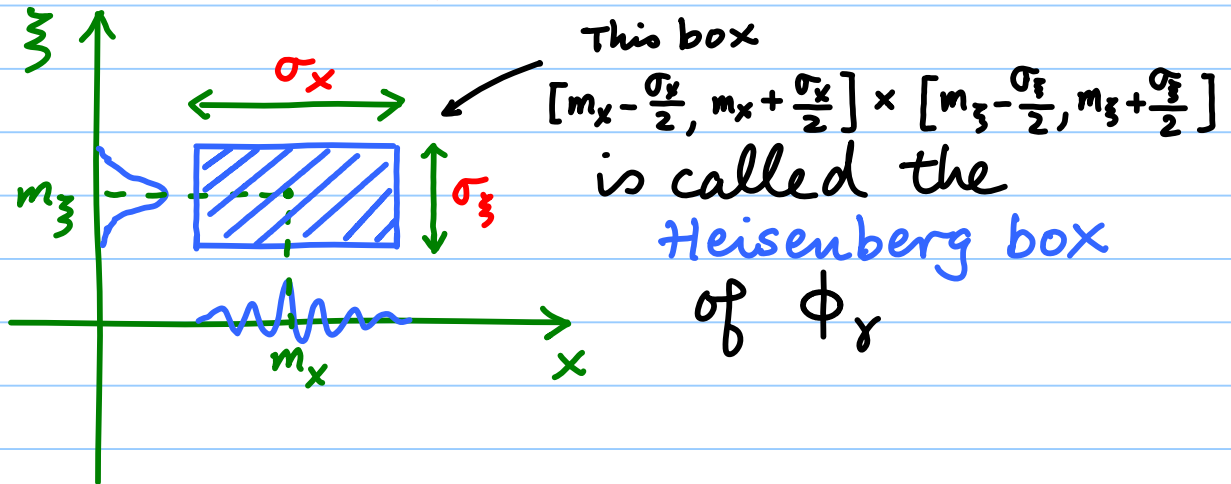 ξ
σx
This box
[mx - σx/2, mx + σx/2] × [mξ - σξ/2, mξ + σξ/2]
mξ
σξ
is called the
Heisenberg box
of ϕγ
mx
x